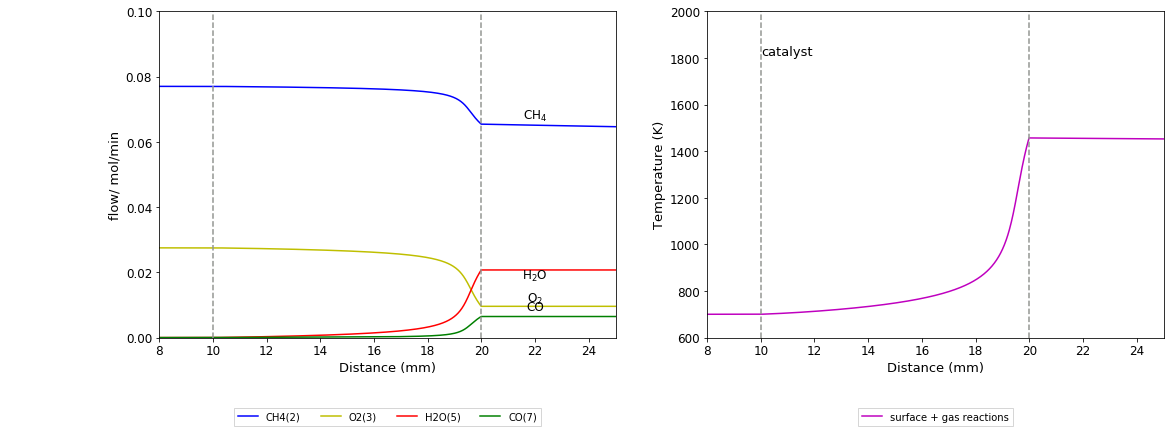 0.10
0.08
0.06
0.04
0.02
0.00
flow/ mol/min
CH4
H2O
O2
CO
8 10 12 14 16 18 20 22 24
Distance (mm)
CH4(2) O2(3) H2O(5) CO(7)
2000
1800
1600
1400
1200
1000
800
600
Temperature (K)
catalyst
8 10 12 14 16 18 20 22 24
Distance (mm)
surface + gas reactions